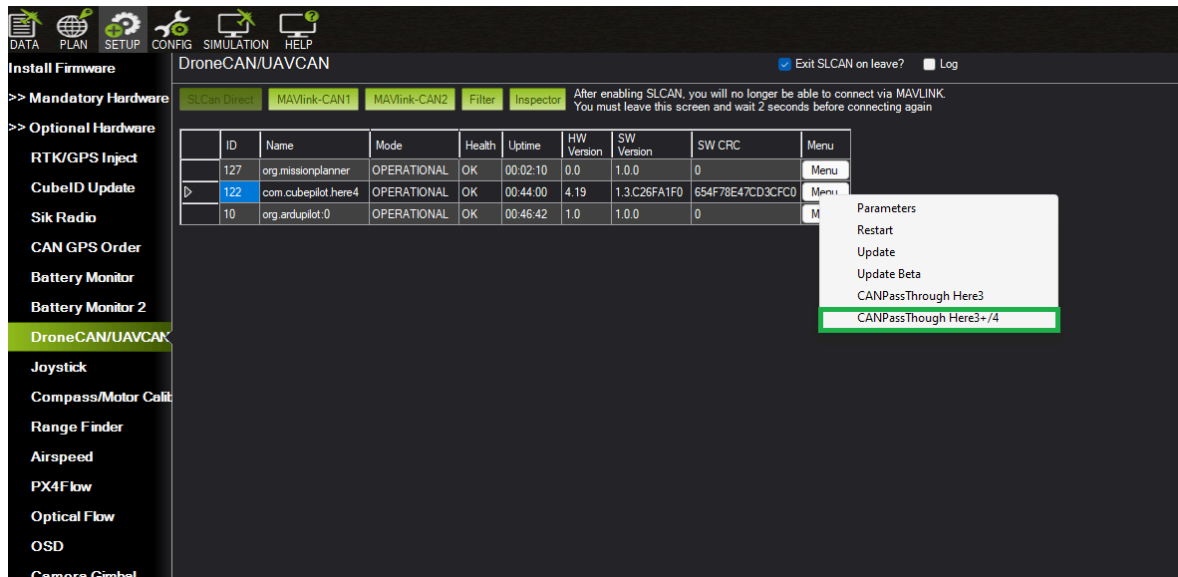 DATA PLAN SETUP CONFIG SIMULATION HELP
Install Firmware
>> Mandatory Hardware
>> Optional Hardware
RTK/GPS Inject
CubeID Update
Sik Radio
CAN GPS Order
Battery Monitor
Battery Monitor 2
DroneCAN/UAVCAN
Joystick
Compass/Motor Calib
Range Finder
Airspeed
PX4Flow
Optical Flow
OSD
Camera Gimbal
DroneCAN/UAVCAN
Exit SLCAN on leave? Log
SLCan Direct MAVlink-CAN1 MAVlink-CAN2 Filter Inspector
After enabling SLCAN, you will no longer be able to connect via MAVLINK.
You must leave this screen and wait 2 seconds before connecting again
ID Name Mode Health Uptime HW Version SW Version SW CRC Menu
127 org.missionplanner OPERATIONAL OK 00:02:10 0.0 1.0.0 0 Menu
122 com.cubepilot.here4 OPERATIONAL OK 00:44:00 4.19 1.3.C26FA1F0 654F78E47CD3CFC0 Menu
10 org.ardupilot:0 OPERATIONAL OK 00:46:42 1.0 1.0.0 0 M
Parameters
Restart
Update
Update Beta
CANPassThrough Here3
CANPassThough Here3+/4